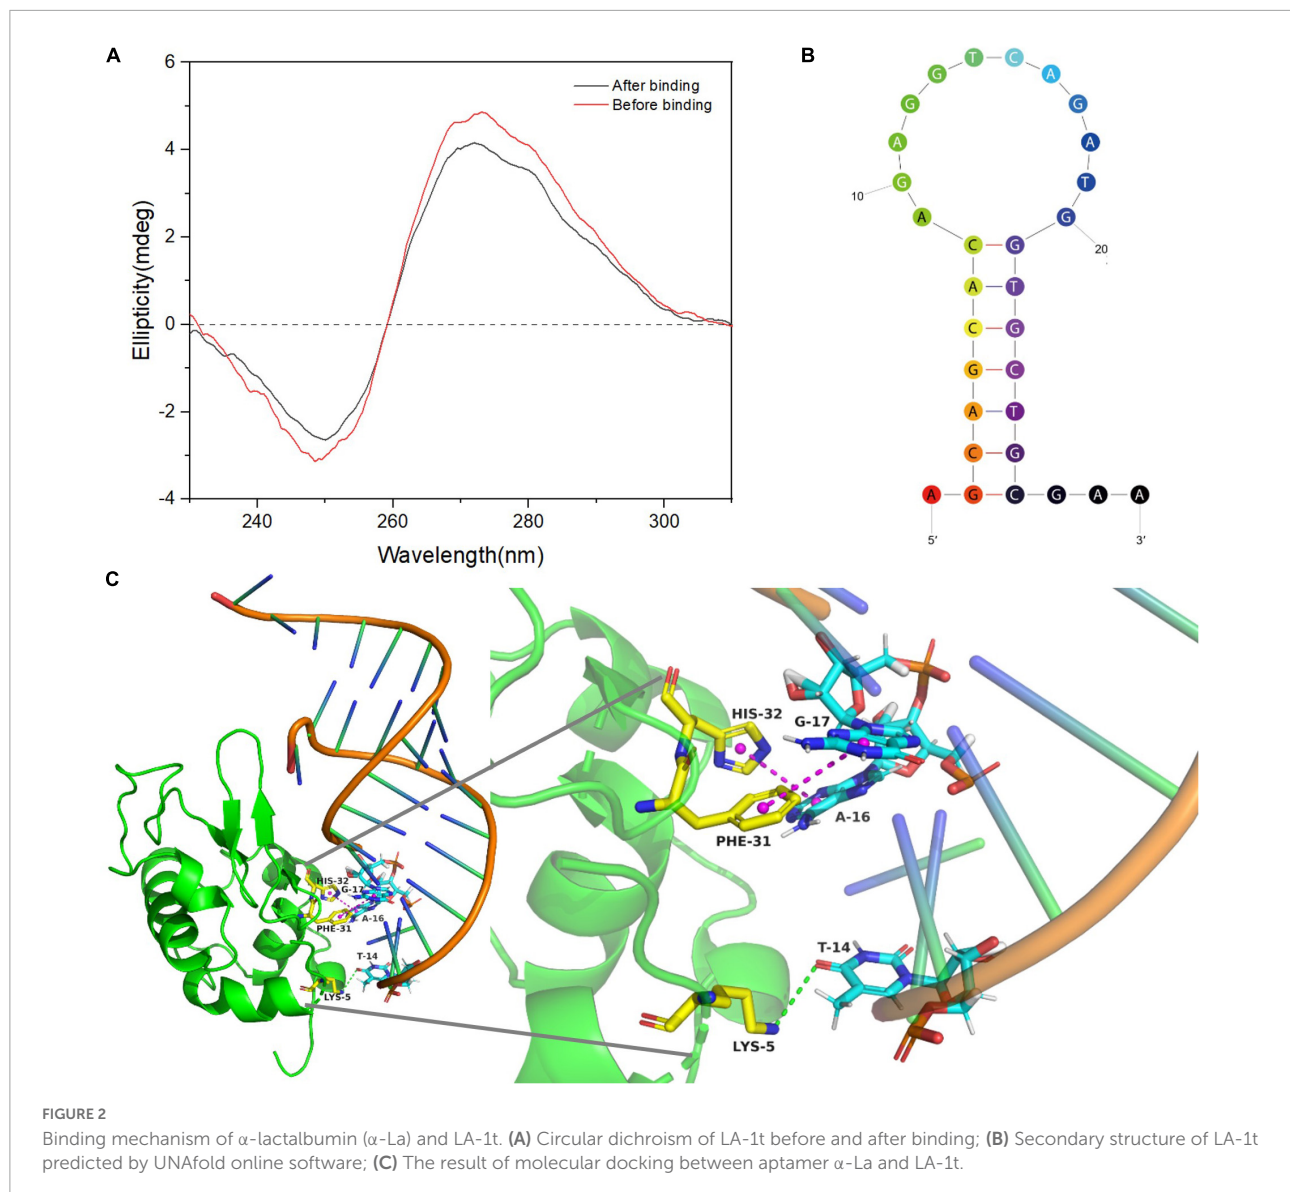 A
6
4
2
0
-2
-4
Ellipticity(mdeg)
After binding
Before binding
240
260
280
300
Wavelength(nm)
B
T C
G A
G G
A A
10 G T
A G
20
C G
A T
C G
G C
A T
C G
A G C G A A
5' 3'
C
HIS-32
G-17
PHE-31
A-16
T-14
LYS-5
HIS-32
G-17
A-16
PHE-31
T-14
LYS-5
FIGURE 2
Binding mechanism of α-lactalbumin (α-La) and LA-1t. (A) Circular dichroism of LA-1t before and after binding; (B) Secondary structure of LA-1t
predicted by UNAfold online software; (C) The result of molecular docking between aptamer α-La and LA-1t.